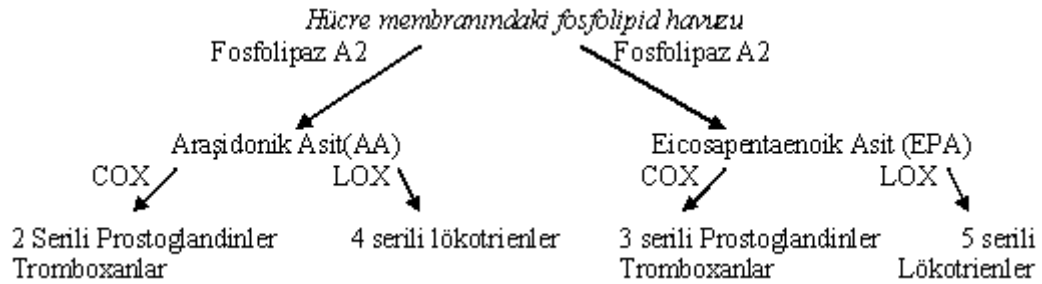 Hücre membranındaki fosfolipid havuzu
Fosfolipaz A2 Fosfolipaz A2
Araşidonik Asit(AA) Eicosapentaenoik Asit (EPA)
COX LOX COX LOX
2 Serili Prostoglandinler 4 serili lökotrienler 3 serili Prostoglandinler 5 serili
Tromboxanlar Tromboxanlar Lökotrienler